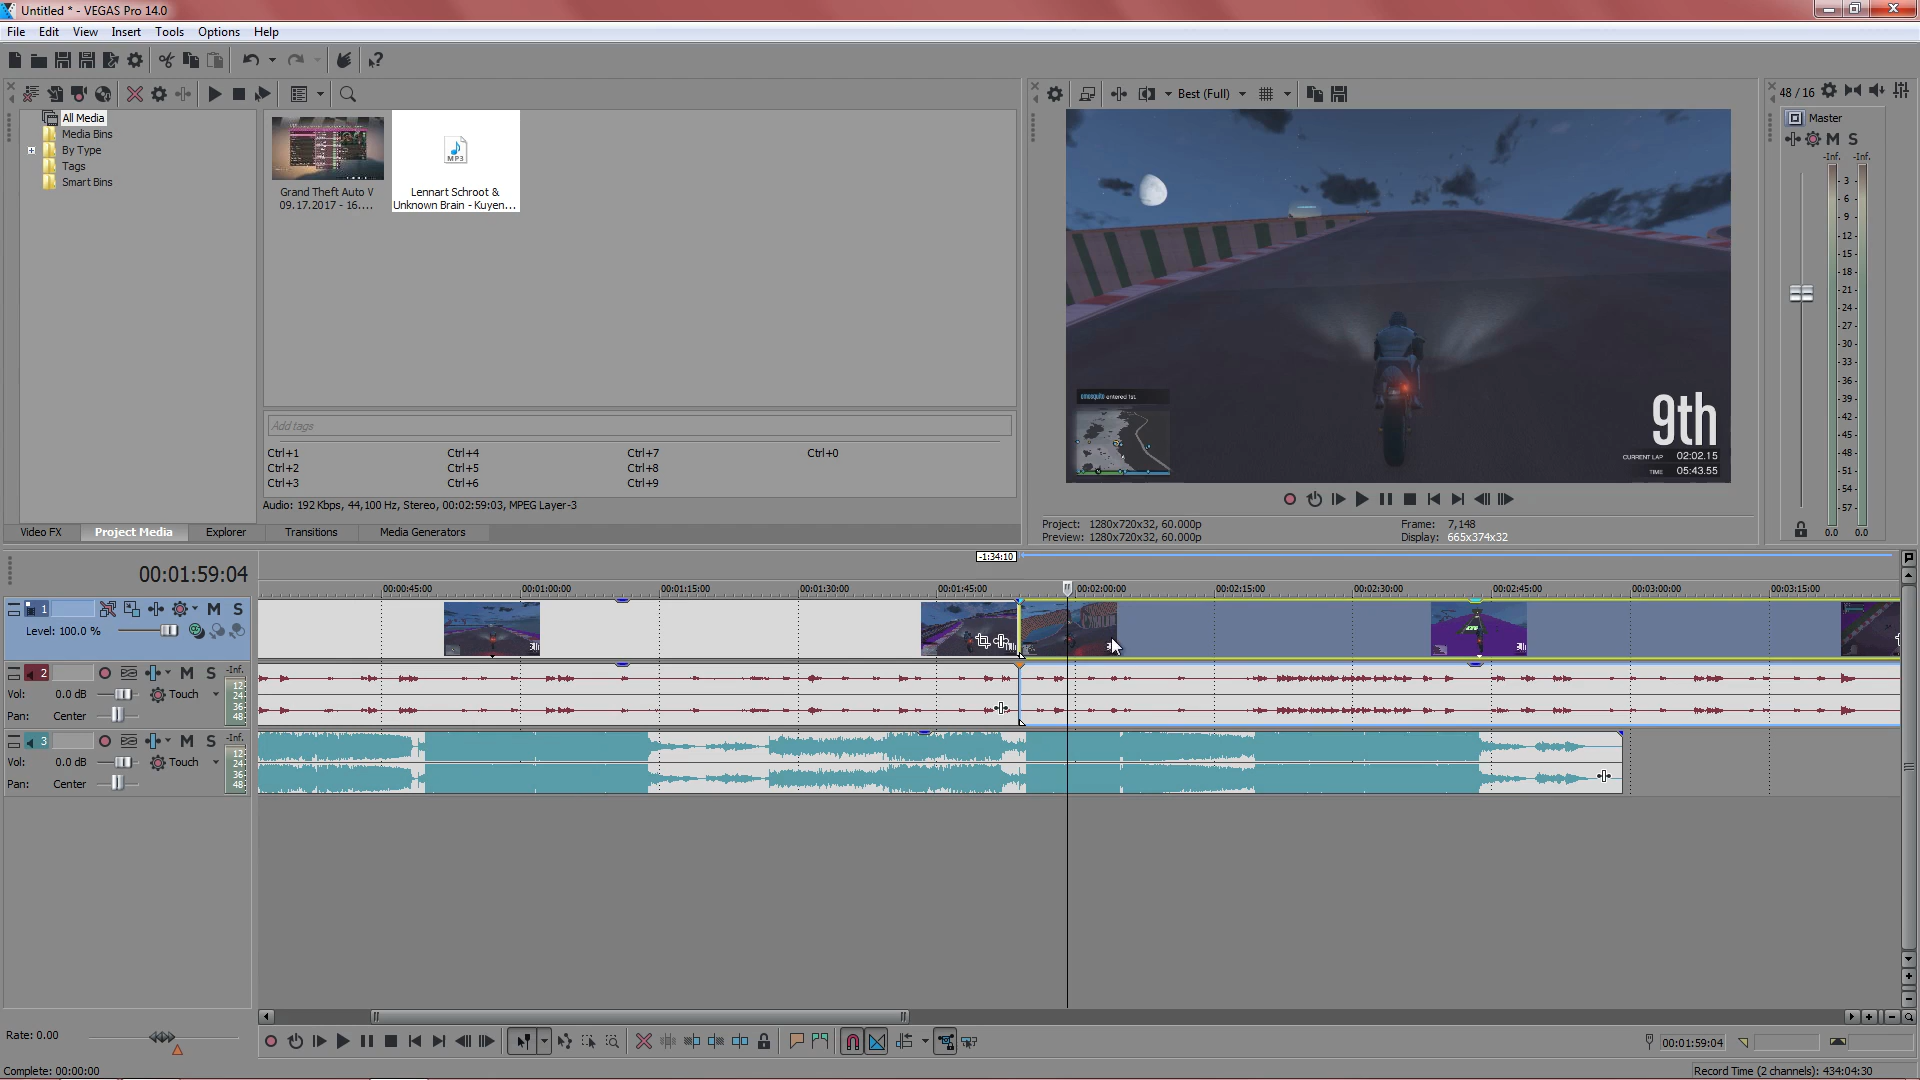 Untitled * - VEGAS Pro 14.0
File Edit View Insert Tools Options Help
Best (Full)
48 / 16
All Media
Media Bins
By Type
Tags
Smart Bins
MP3
Grand Theft Auto V
09.17.2017 - 16....
Lennart Schroot &
Unknown Brain - Kuyen...
Master
M S
-Inf. -Inf.
- 3 -
- 6 -
- 9 -
- 12 -
- 15 -
- 18 -
- 21 -
- 24 -
- 27 -
- 30 -
- 33 -
- 36 -
- 39 -
- 42 -
- 45 -
- 48 -
- 51 -
- 54 -
- 57 -
0.0 0.0
entered 1st.
9th
CURRENT LAP 02:02.15
TIME 05:43.55
Add tags
Ctrl+1 Ctrl+4 Ctrl+7 Ctrl+0
Ctrl+2 Ctrl+5 Ctrl+8
Ctrl+3 Ctrl+6 Ctrl+9
Audio: 192 Kbps, 44,100 Hz, Stereo, 00:02:59;03, MPEG Layer-3
Video FX Project Media Explorer Transitions Media Generators
Project: 1280x720x32, 60.000p Frame: 7,148
Preview: 1280x720x32, 60.000p Display: 665x374x32
-1:34:10
00:01:59:04
00:00:45:00 00:01:00:00 00:01:15:00 00:01:30:00 00:01:45:00 00:02:00:00 00:02:15:00 00:02:30:00 00:02:45:00 00:03:00:00 00:03:15:00
1 M S
Level: 100.0 %
2 M S -Inf.
Vol: 0.0 dB Touch
Pan: Center
12
24
36
48
3 M S -Inf.
Vol: 0.0 dB Touch
Pan: Center
12
24
36
48
Rate: 0.00
00:01:59:04
Complete: 00:00:00
Record Time (2 channels): 434:04:30